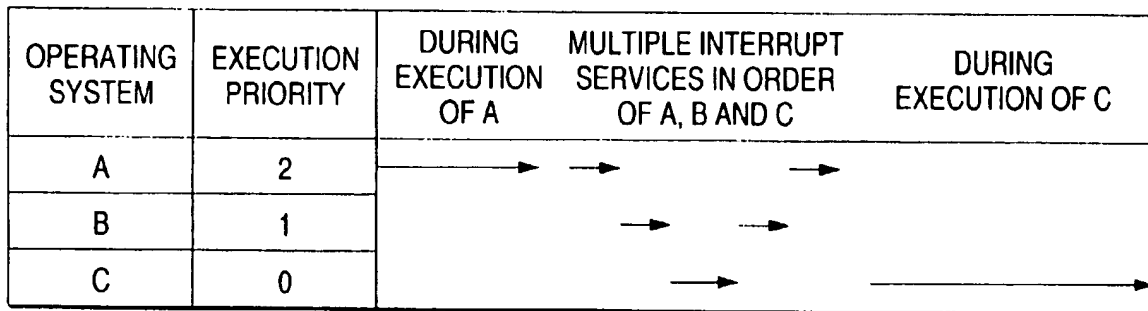 OPERATING
SYSTEM
EXECUTION
PRIORITY
DURING
EXECUTION
OF A
MULTIPLE INTERRUPT
SERVICES IN ORDER
OF A, B AND C
DURING
EXECUTION OF C
A 2
B 1
C 0